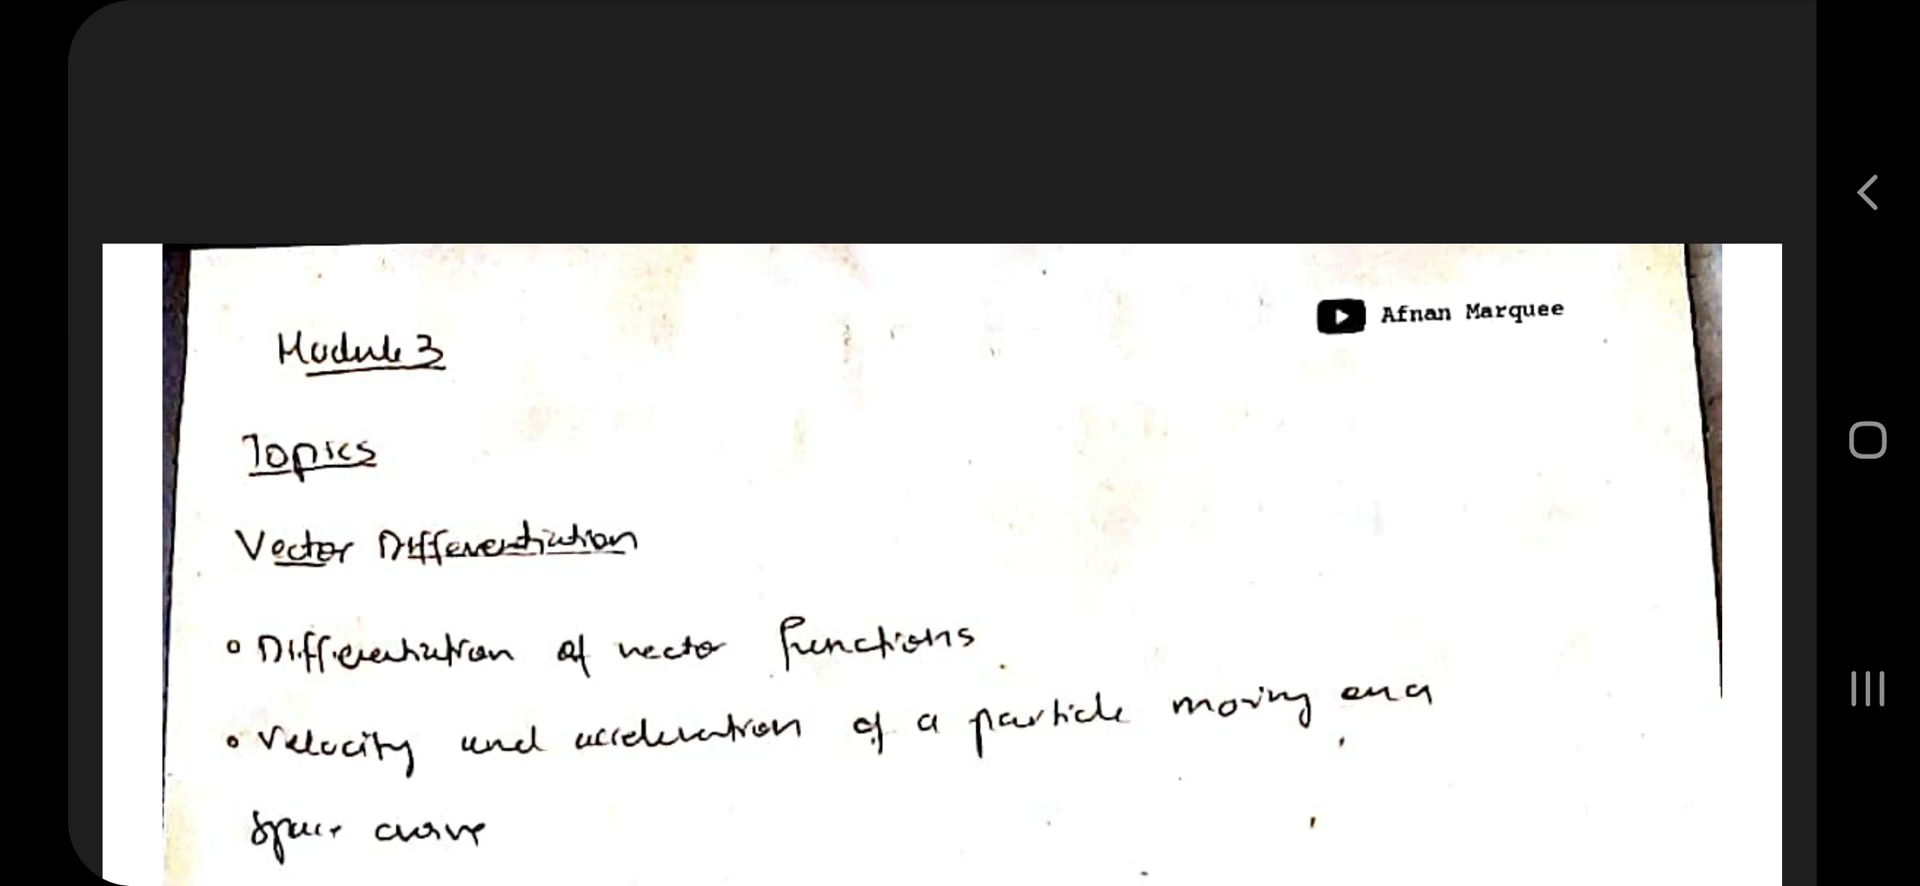 Afnan Marquee
Module 3
Topics
Vector Differentiation
Differentiation of vector functions
Velocity and acceleration of a particle moving on a
space curve